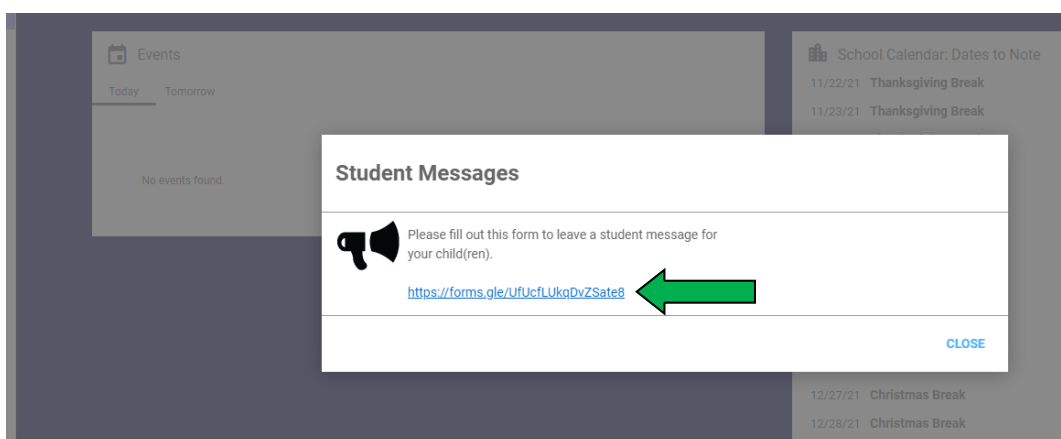 Events
Today Tomorrow
No events found.
School Calendar: Dates to Note
11/22/21 Thanksgiving Break
11/23/21 Thanksgiving Break
Student Messages
Please fill out this form to leave a student message for
your child(ren).
https://forms.gle/UfUcfLUkqDvZSate8
CLOSE
12/27/21 Christmas Break
12/28/21 Christmas Break